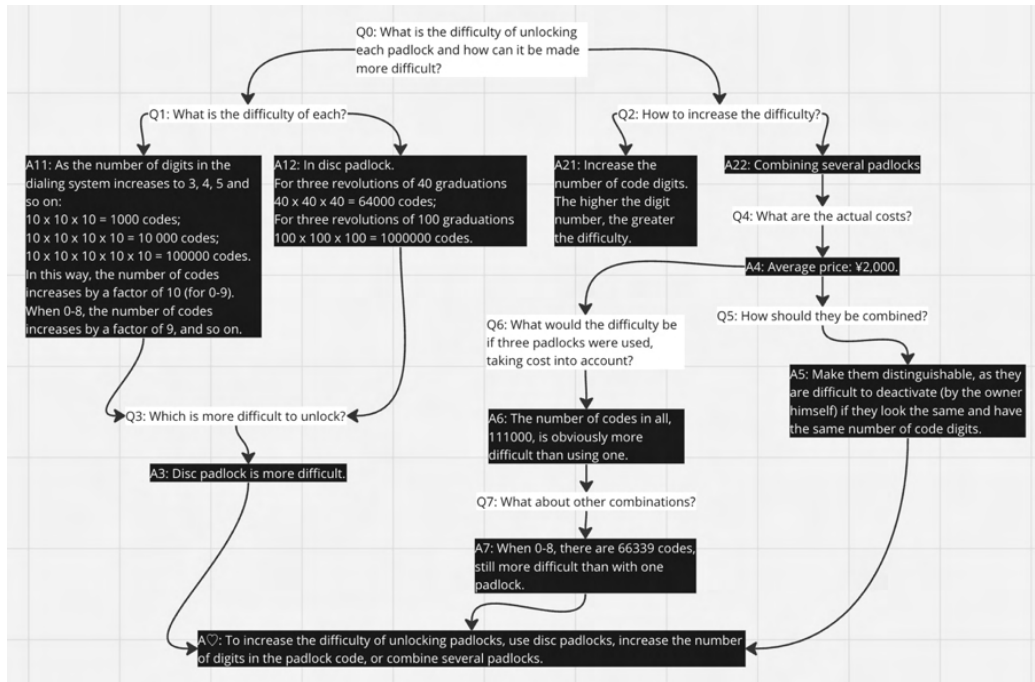 Q0: What is the difficulty of unlocking
each padlock and how can it be made
more difficult?
Q1: What is the difficulty of each?
Q2: How to increase the difficulty?
A11: As the number of digits in the
dialing system increases to 3, 4, 5 and
so on:
10 x 10 x 10 = 1000 codes;
10 x 10 x 10 x 10 = 10 000 codes;
10 x 10 x 10 x 10 x 10 = 100000 codes.
In this way, the number of codes
increases by a factor of 10 (for 0-9).
When 0-8, the number of codes
increases by a factor of 9, and so on.
A12: In disc padlock.
For three revolutions of 40 graduations
40 x 40 x 40 = 64000 codes;
For three revolutions of 100 graduations
100 x 100 x 100 = 1000000 codes.
A21: Increase the
number of code digits.
The higher the digit
number, the greater
the difficulty.
A22: Combining several padlocks
Q4: What are the actual costs?
A4: Average price: ¥2,000.
Q5: How should they be combined?
Q6: What would the difficulty be
if three padlocks were used,
taking cost into account?
A5: Make them distinguishable, as they
are difficult to deactivate (by the owner
himself) if they look the same and have
the same number of code digits.
Q3: Which is more difficult to unlock?
A6: The number of codes in all,
111000, is obviously more
difficult than using one.
A3: Disc padlock is more difficult.
Q7: What about other combinations?
A7: When 0-8, there are 66339 codes,
still more difficult than with one
padlock.
A♡: To increase the difficulty of unlocking padlocks, use disc padlocks, increase the number
of digits in the padlock code, or combine several padlocks.